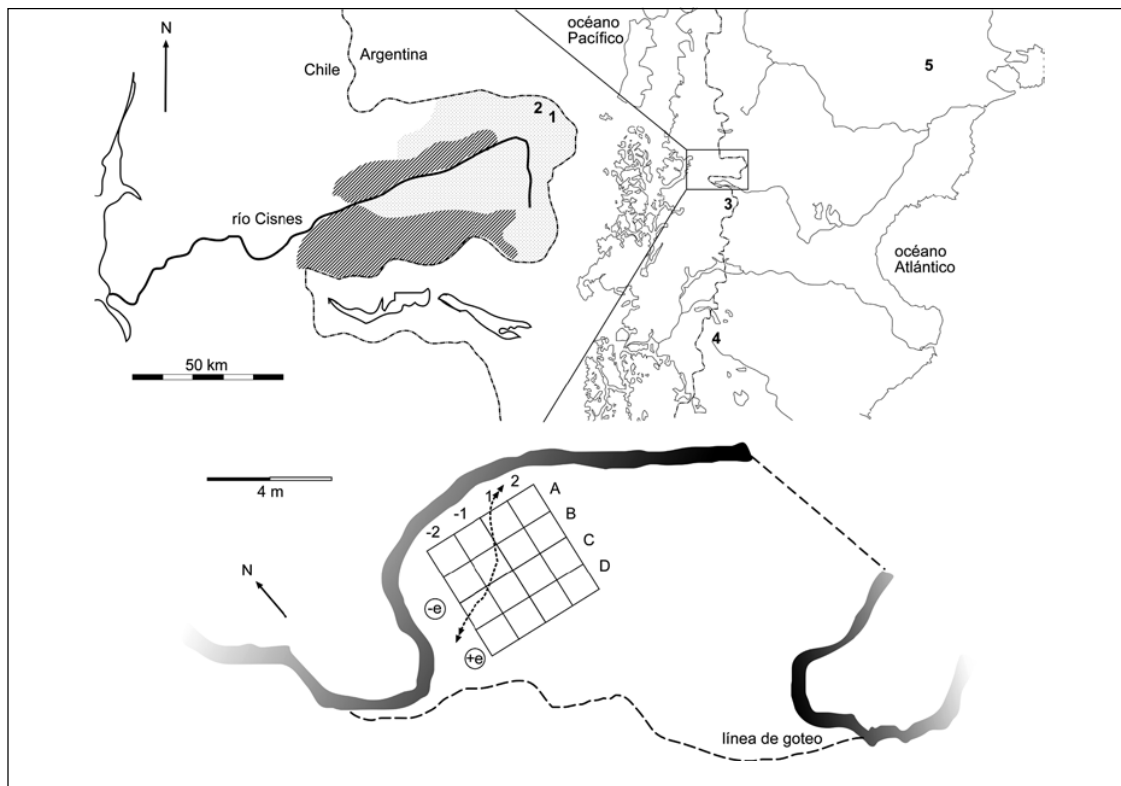 N
Chile
Argentina
2
1
río Cisnes
50 km
océano
Pacífico
5
3
océano
Atlántico
4
4 m
N
-2
-1
1
2
A
B
C
D
-e
+e
línea de goteo